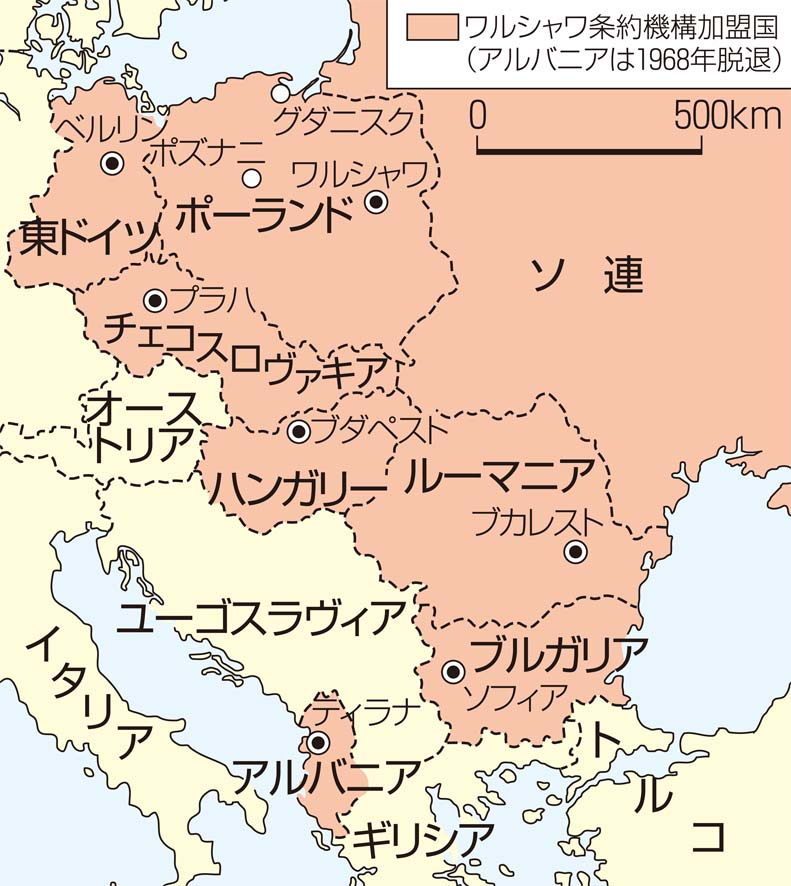 ワルシャワ条約機構加盟国
（アルバニアは1968年脱退）
0 500km
グダニスク
ベルリン
ポズナニ
ワルシャワ
東ドイツ
ポーランド
ソ連
プラハ
チェコスロヴァキア
オース
トリア
ブダペスト
ハンガリー
ルーマニア
ブカレスト
ユーゴスラヴィア
イタリア
ブルガリア
ソフィア
ティラナ
アルバニア
トルコ
ギリシア